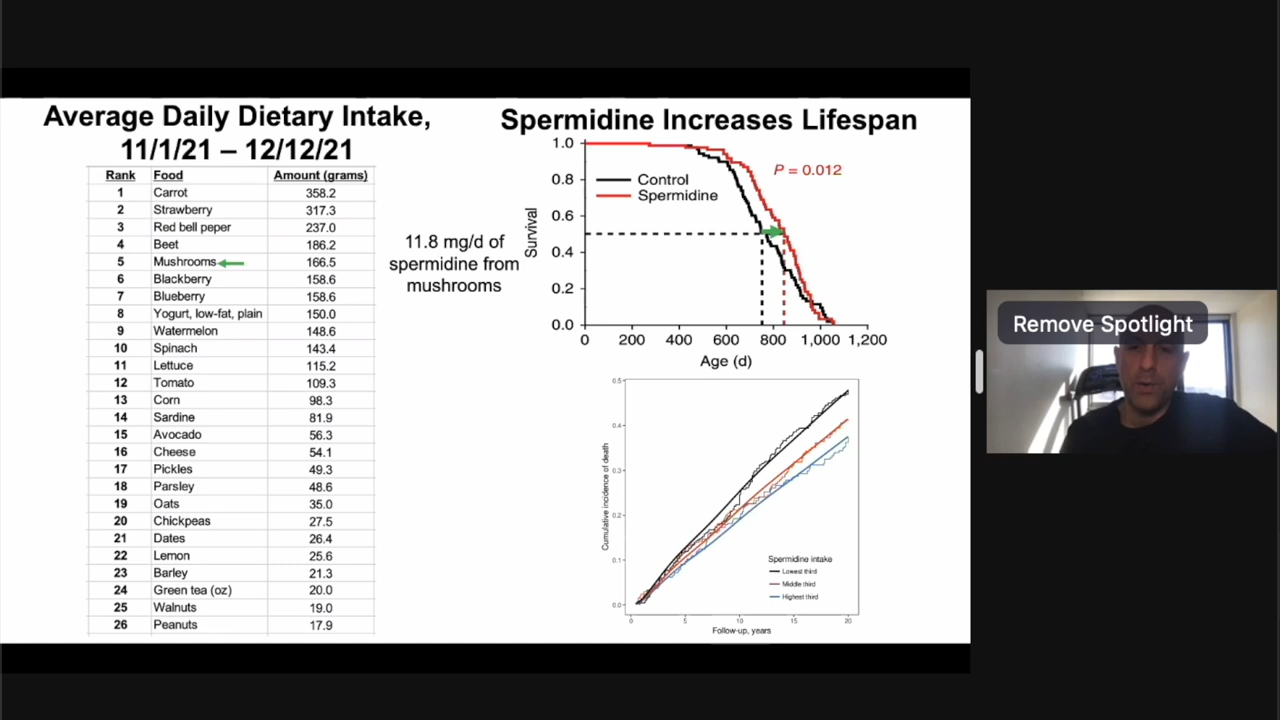 Average Daily Dietary Intake,
11/1/21 – 12/12/21
Rank Food Amount (grams)
1 Carrot 358.2
2 Strawberry 317.3
3 Red bell peper 237.0
4 Beet 186.2
5 Mushrooms 166.5
6 Blackberry 158.6
7 Blueberry 158.6
8 Yogurt, low-fat, plain 150.0
9 Watermelon 148.6
10 Spinach 143.4
11 Lettuce 115.2
12 Tomato 109.3
13 Corn 98.3
14 Sardine 81.9
15 Avocado 56.3
16 Cheese 54.1
17 Pickles 49.3
18 Parsley 48.6
19 Oats 35.0
20 Chickpeas 27.5
21 Dates 26.4
22 Lemon 25.6
23 Barley 21.3
24 Green tea (oz) 20.0
25 Walnuts 19.0
26 Peanuts 17.9
11.8 mg/d of
spermidine from
mushrooms
Spermidine Increases Lifespan
P = 0.012
Control
Spermidine
Survival
1.0
0.8
0.6
0.4
0.2
0.0
0 200 400 600 800 1,000 1,200
Age (d)
Cumulative incidence of death
0.5
0.4
0.3
0.2
0.1
0.0
Spermidine intake
Lowest third
Middle third
Highest third
0 5 10 15 20
Follow-up, years
Remove Spotlight